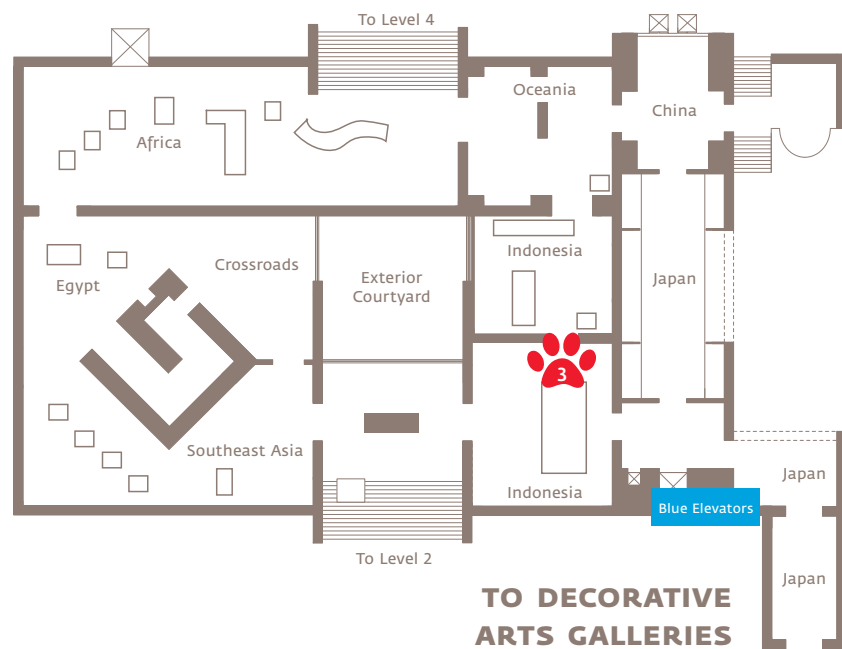 To Level 4
Oceania
China
Africa
Indonesia
Crossroads
Exterior
Courtyard
Egypt
Japan
3
Southeast Asia
Japan
Indonesia
Blue Elevators
To Level 2
Japan
TO DECORATIVE
ARTS GALLERIES